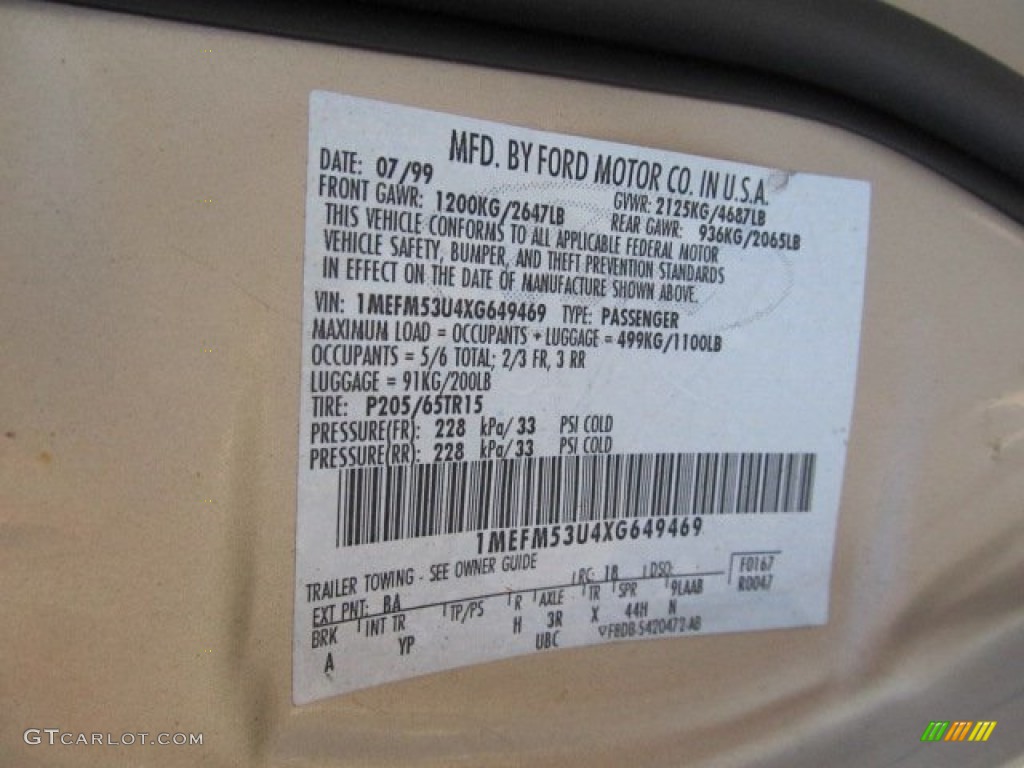 MFD. BY FORD MOTOR CO. IN U.S.A.
DATE: 07/99 GVWR: 2125KG/4687LB
FRONT GAWR: 1200KG/2647LB REAR GAWR: 936KG/2065LB
THIS VEHICLE CONFORMS TO ALL APPLICABLE FEDERAL MOTOR
VEHICLE SAFETY, BUMPER, AND THEFT PREVENTION STANDARDS
IN EFFECT ON THE DATE OF MANUFACTURE SHOWN ABOVE.
VIN: 1MEFM53U4XG649469 TYPE: PASSENGER
MAXIMUM LOAD = OCCUPANTS + LUGGAGE = 499KG/1100LB
OCCUPANTS = 5/6 TOTAL; 2/3 FR, 3 RR
LUGGAGE = 91KG/200LB
TIRE: P205/65TR15
PRESSURE(FR): 228 kPa/33 PSI COLD
PRESSURE(RR): 228 kPa/33 PSI COLD
1MEFM53U4XG649469
TRAILER TOWING - SEE OWNER GUIDE
EXT PNT: BA RC: 18 DSO: F0167
BRK INT TR TP/PS R AXLE TR SPR 9LAAB R0047
A YP H 3R X 44H N
UBC ▽F8DB-5420472-AB
GTCARLOT.COM